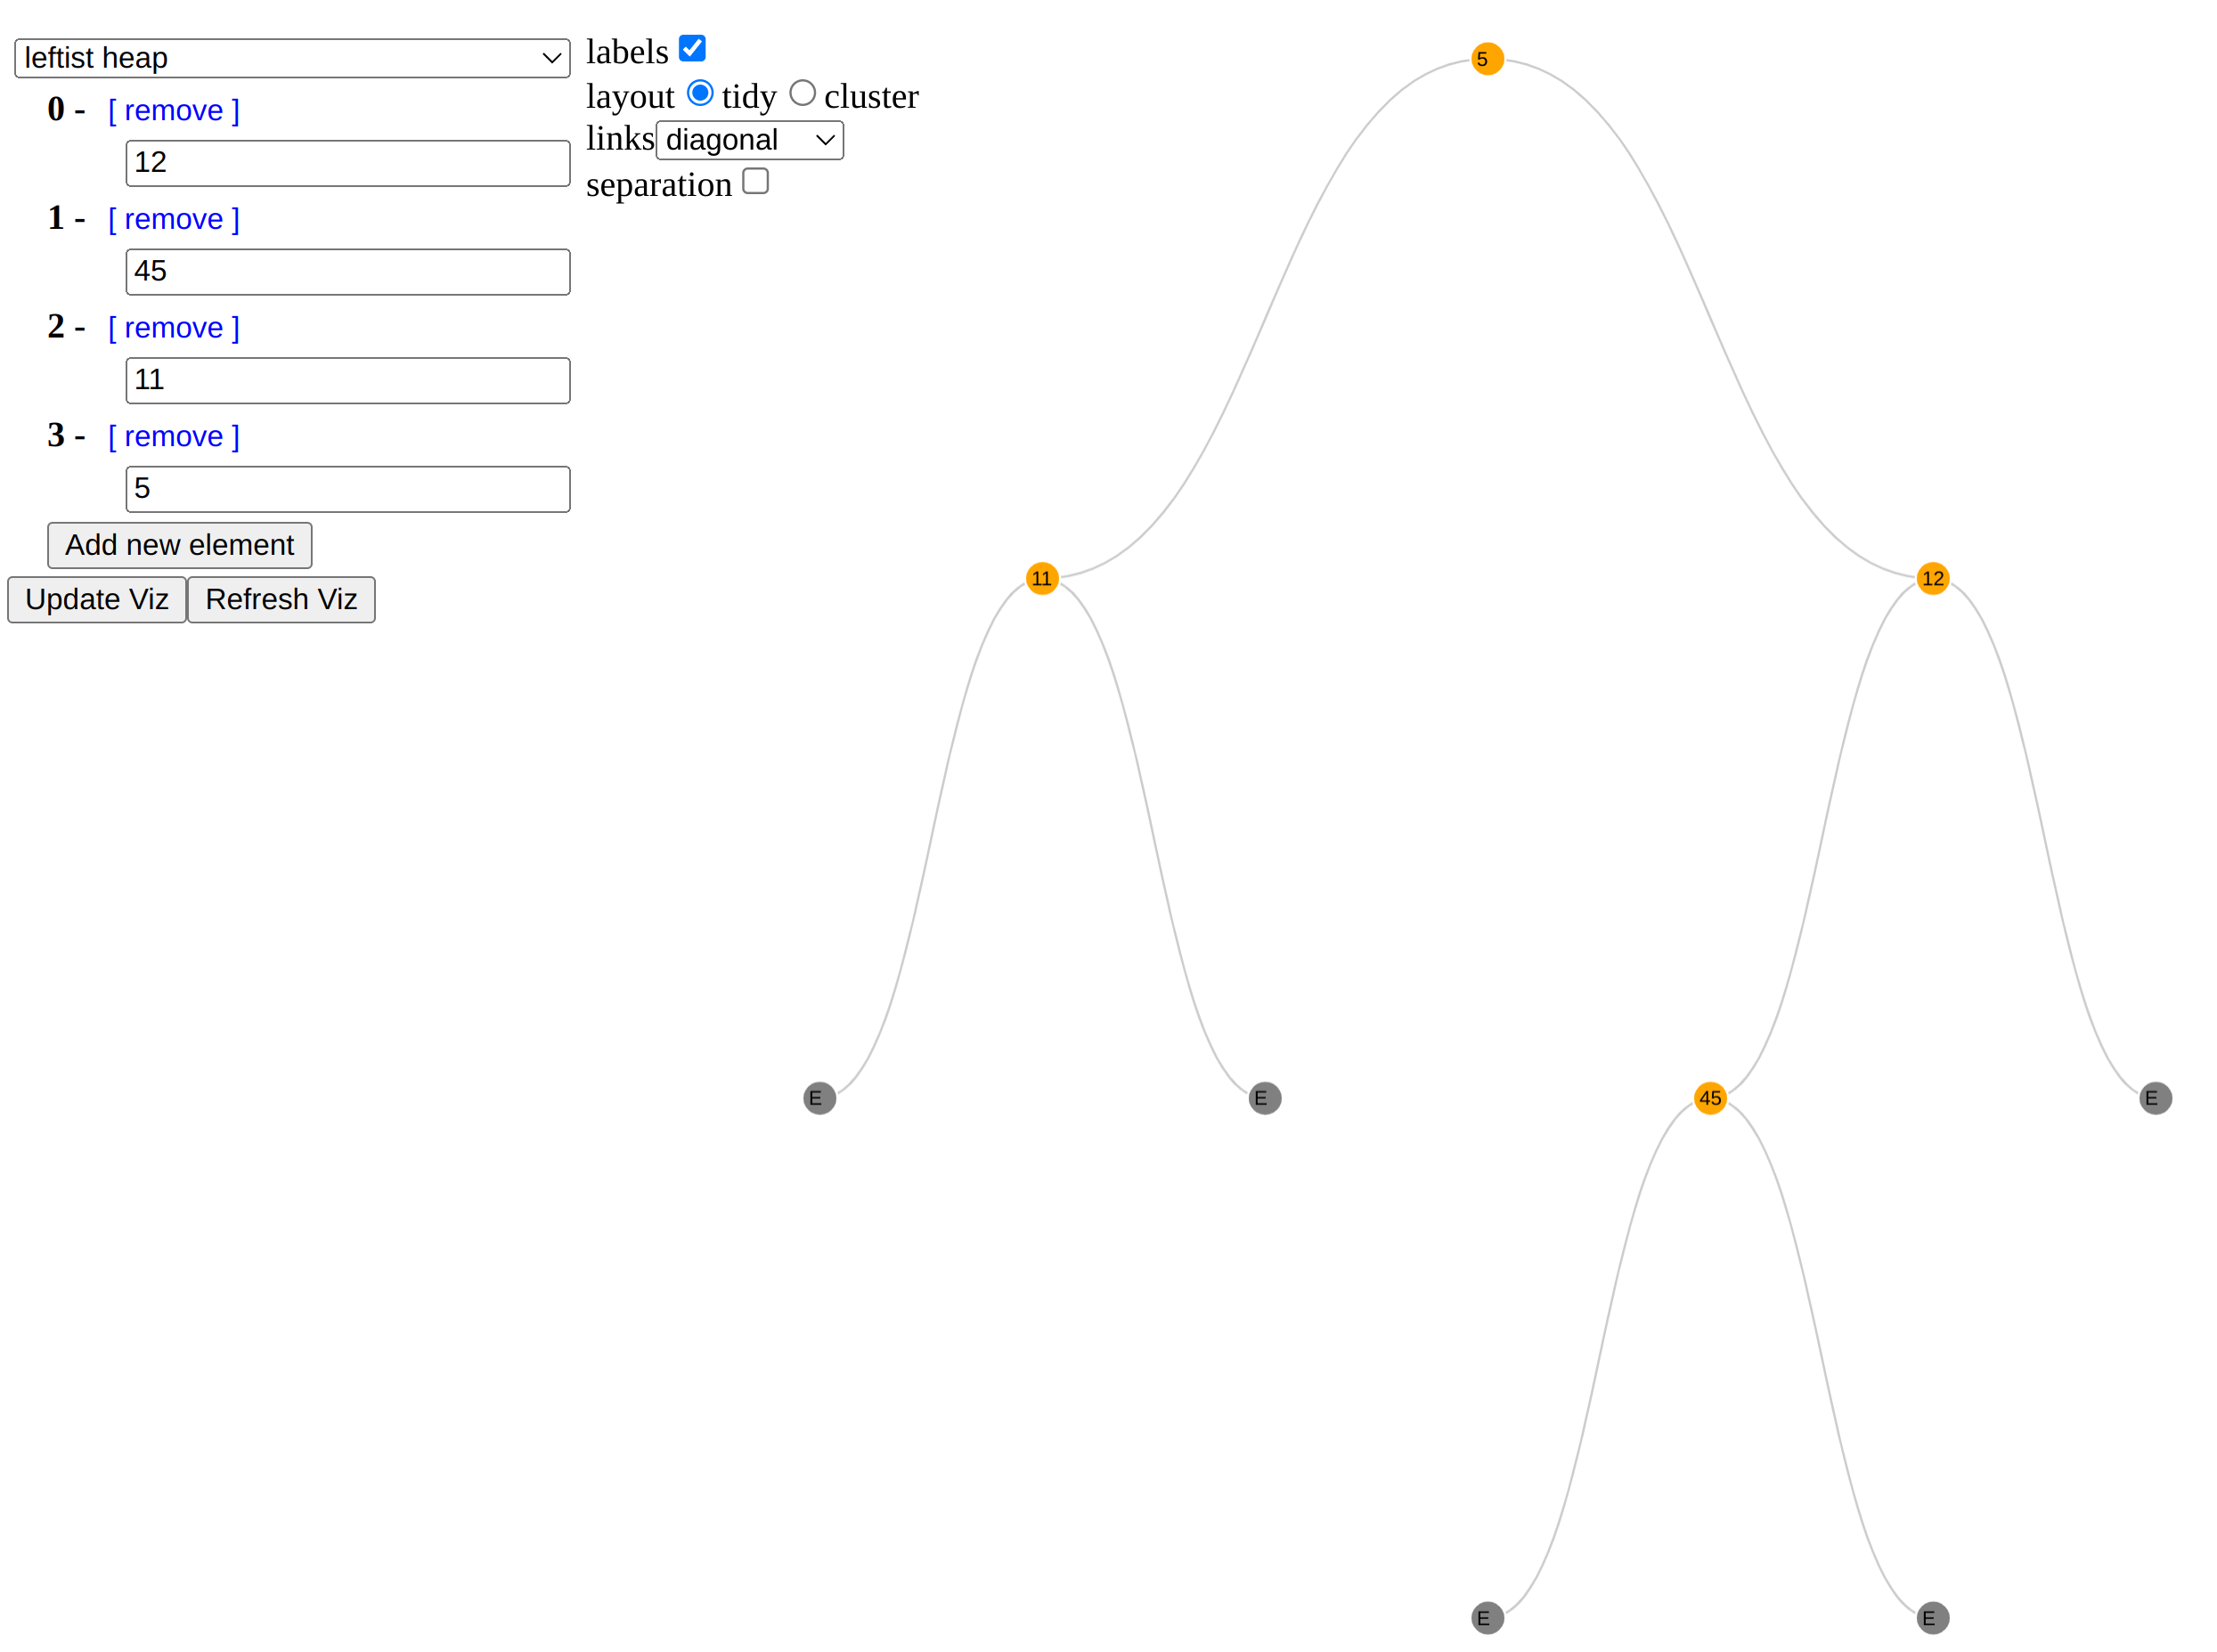 leftist heap
0 - [ remove ]
12
1 - [ remove ]
45
2 - [ remove ]
11
3 - [ remove ]
5
Add new element
Update Viz Refresh Viz
labels
layout tidy cluster
links diagonal
separation
5
11 12
E E 45 E
E E